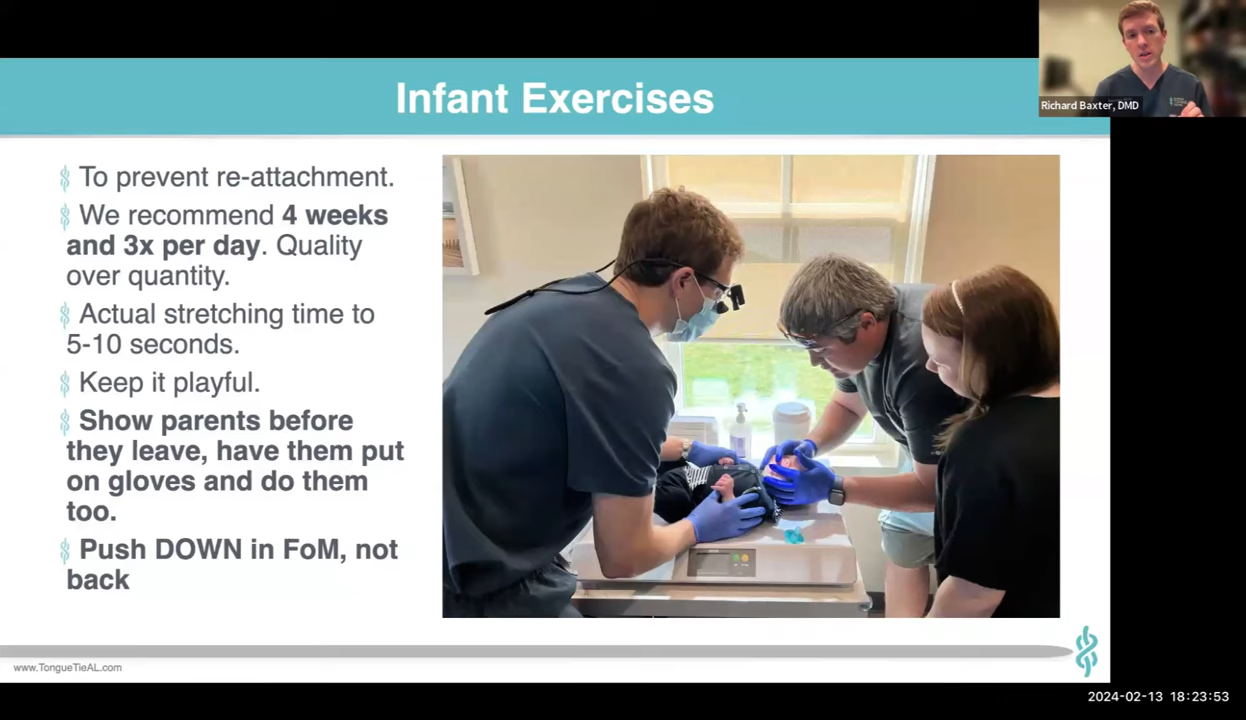 Infant Exercises
Richard Baxter, DMD
To prevent re-attachment.
We recommend 4 weeks
and 3x per day. Quality
over quantity.
Actual stretching time to
5-10 seconds.
Keep it playful.
Show parents before
they leave, have them put
on gloves and do them
too.
Push DOWN in FoM, not
back
www.TongueTieAL.com
2024-02-13 18:23:53